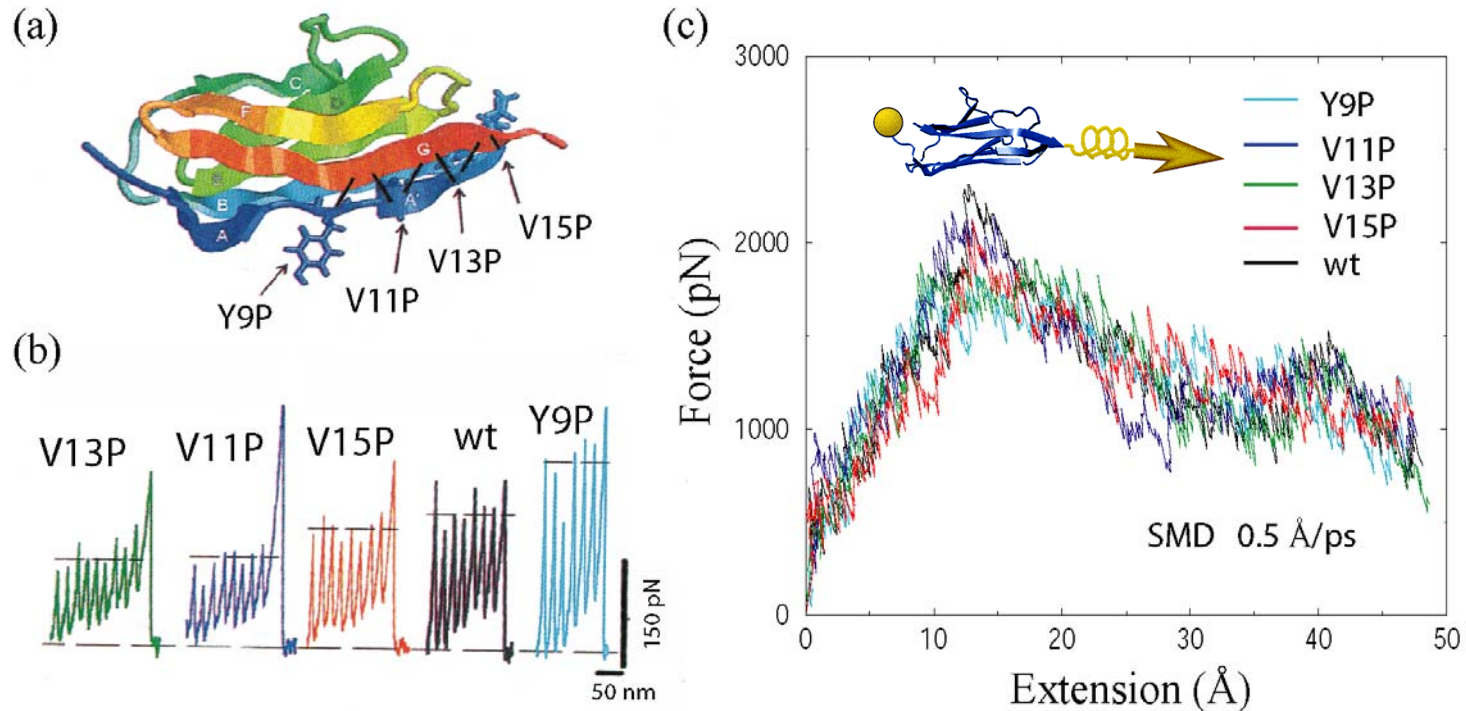 (a)
C
D
F
G
E
B
A'
A
V15P
V13P
V11P
Y9P
(b)
V13P
V11P
V15P
wt
Y9P
150 pN
50 nm
(c)
3000
2000
1000
0
Force (pN)
Y9P
V11P
V13P
V15P
wt
SMD 0.5 Å/ps
0 10 20 30 40 50
Extension (Å)